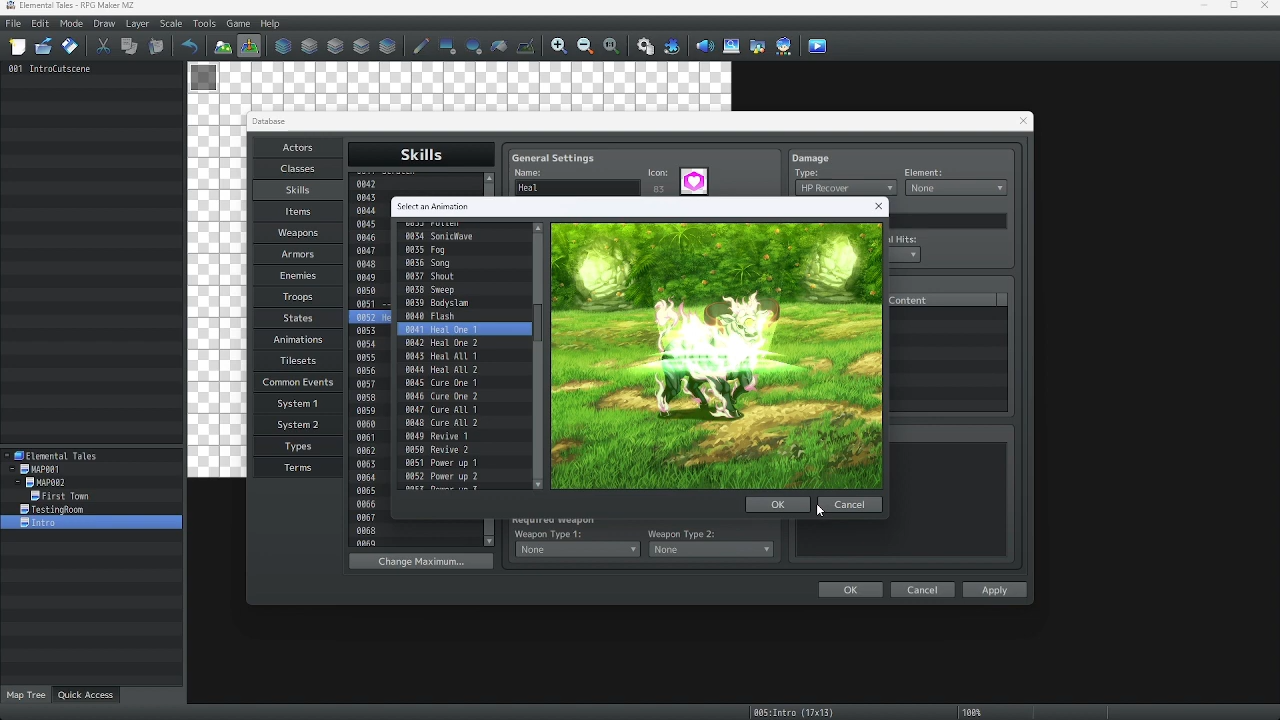 Elemental Tales - RPG Maker MZ
File Edit Mode Draw Layer Scale Tools Game Help
001 IntroCutscene
Database
Actors
Classes
Skills
Items
Weapons
Armors
Enemies
Troops
States
Animations
Tilesets
Common Events
System 1
System 2
Types
Terms
Skills
0042
0043
0044
0045
0046
0047
0048
0049
0050
0051 --
0052 He
0053
0054
0055
0056
0057
0058
0059
0060
0061
0062
0063
0064
0065
0066
0067
0068
0069
Change Maximum...
General Settings
Name: Icon:
Heal 83
Damage
Type: Element:
HP Recover None
l Hits:
Content
Select an Animation
0034 SonicWave
0035 Fog
0036 Song
0037 Shout
0038 Sweep
0039 Bodyslam
0040 Flash
0041 Heal One 1
0042 Heal One 2
0043 Heal All 1
0044 Heal All 2
0045 Cure One 1
0046 Cure One 2
0047 Cure All 1
0048 Cure All 2
0049 Revive 1
0050 Revive 2
0051 Power up 1
0052 Power up 2
0053 Power up 3
OK Cancel
Required Weapon
Weapon Type 1: Weapon Type 2:
None None
OK Cancel Apply
Elemental Tales
MAP001
MAP002
First Town
TestingRoom
Intro
Map Tree Quick Access
005:Intro (17x13) 100%